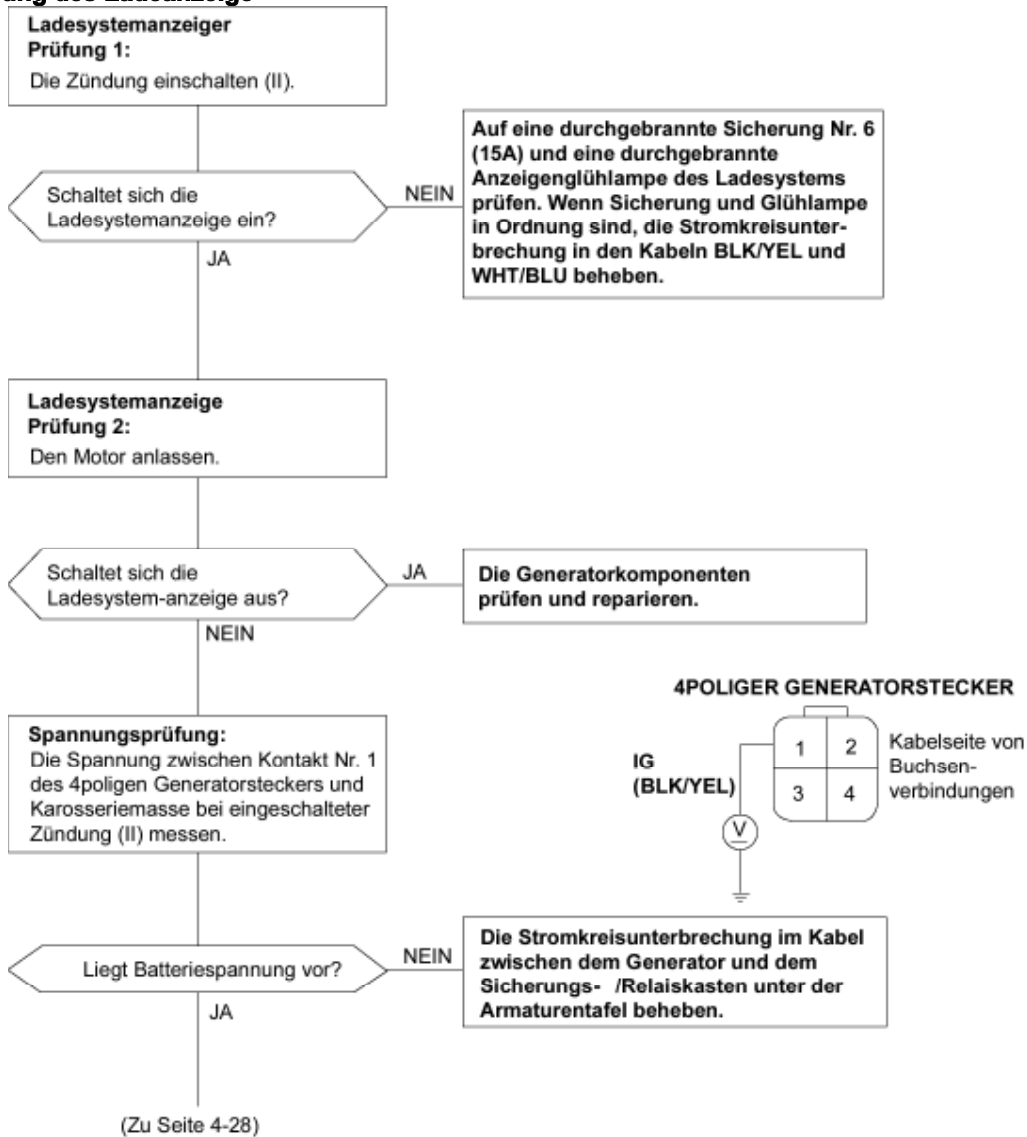 des Ladeanzeige
Ladesystemanzeiger
Prüfung 1:
Die Zündung einschalten (II).
Schaltet sich die
Ladesystemanzeige ein?
NEIN
Auf eine durchgebrannte Sicherung Nr. 6
(15A) und eine durchgebrannte
Anzeigenglühlampe des Ladesystems
prüfen. Wenn Sicherung und Glühlampe
in Ordnung sind, die Stromkreisunter-
brechung in den Kabeln BLK/YEL und
WHT/BLU beheben.
JA
Ladesystemanzeige
Prüfung 2:
Den Motor anlassen.
Schaltet sich die
Ladesystem-anzeige aus?
JA
Die Generatorkomponenten
prüfen und reparieren.
NEIN
4POLIGER GENERATORSTECKER
Spannungsprüfung:
Die Spannung zwischen Kontakt Nr. 1
des 4poligen Generatorsteckers und
Karosseriemasse bei eingeschalteter
Zündung (II) messen.
IG
(BLK/YEL)
1 2
3 4
V
Kabelseite von
Buchsen-
verbindungen
Liegt Batteriespannung vor?
NEIN
Die Stromkreisunterbrechung im Kabel
zwischen dem Generator und dem
Sicherungs- /Relaiskasten unter der
Armaturentafel beheben.
JA
(Zu Seite 4-28)